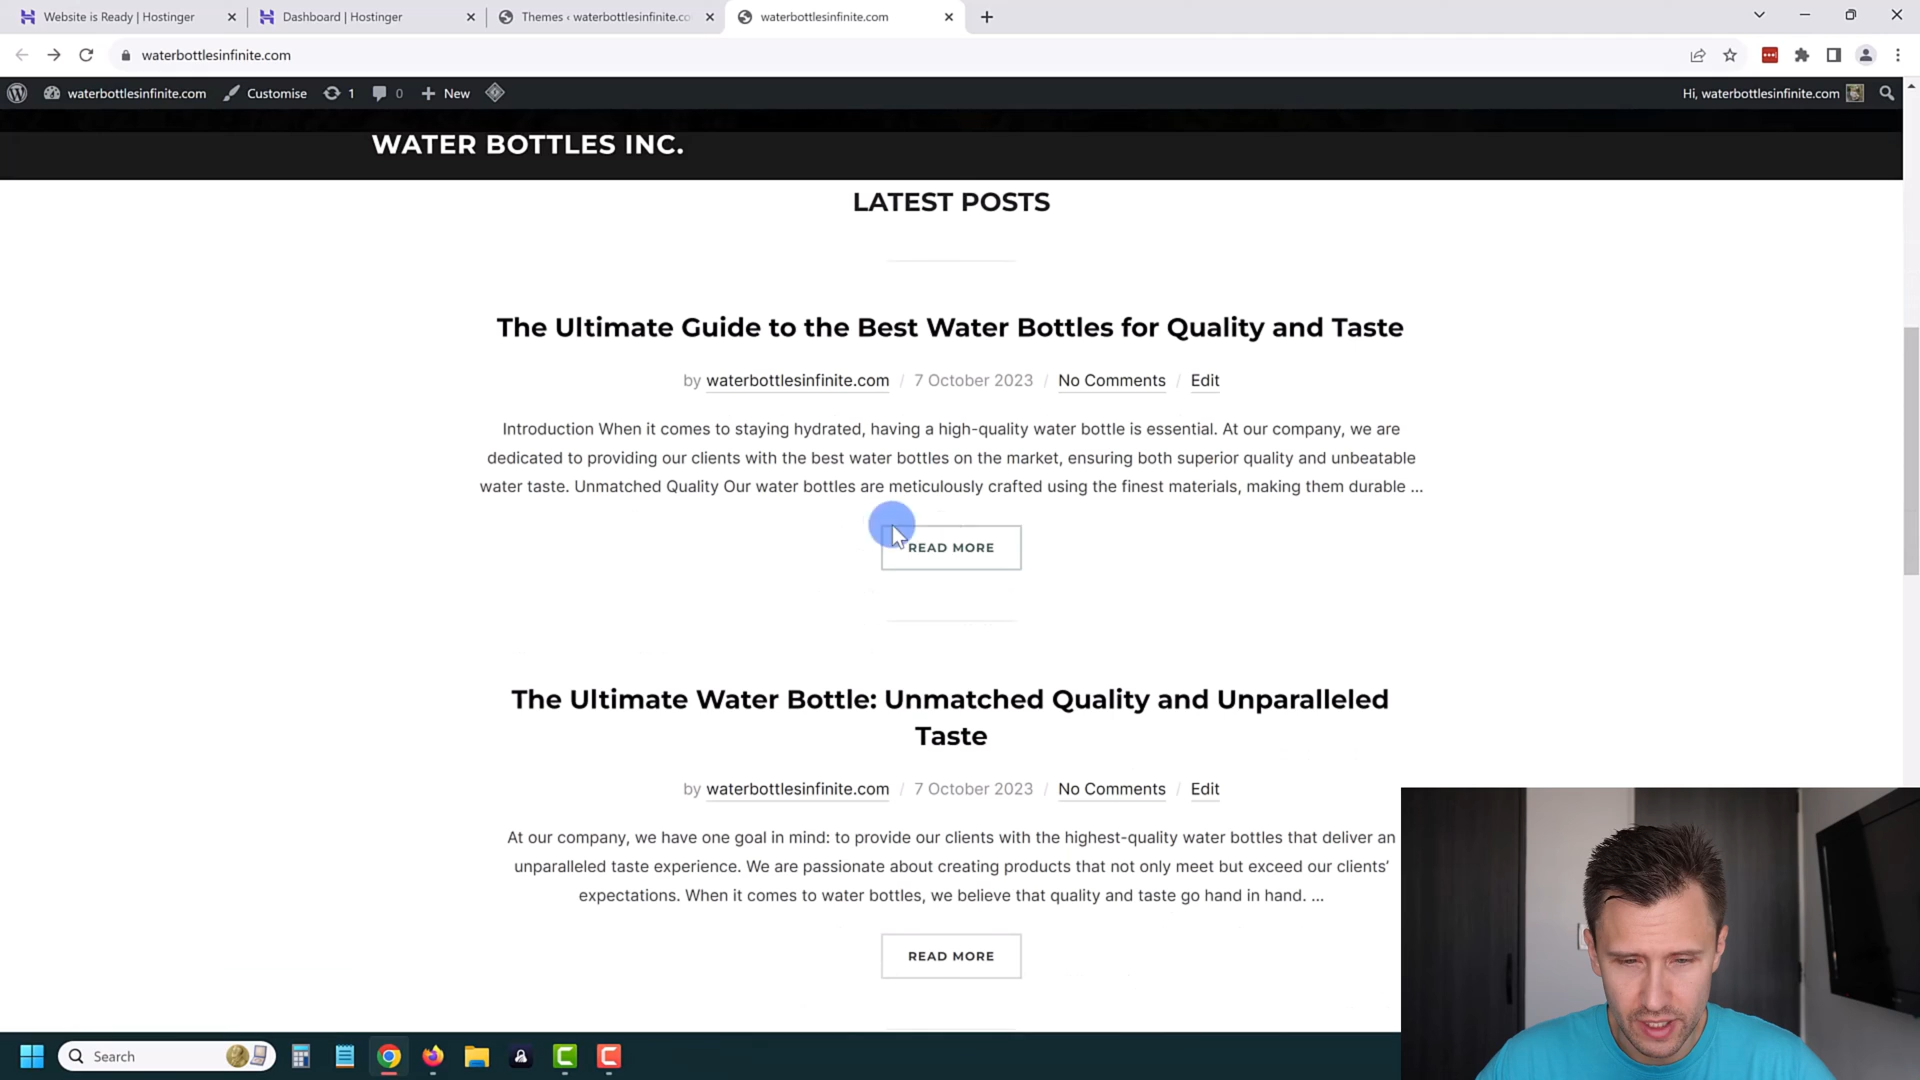 Website is Ready | Hostinger
Dashboard | Hostinger
Themes ‹ waterbottlesinfinite.co
waterbottlesinfinite.com
waterbottlesinfinite.com
waterbottlesinfinite.com
Customise
1
0
New
Hi, waterbottlesinfinite.com
WATER BOTTLES INC.
LATEST POSTS
The Ultimate Guide to the Best Water Bottles for Quality and Taste
by waterbottlesinfinite.com / 7 October 2023 / No Comments / Edit
Introduction When it comes to staying hydrated, having a high-quality water bottle is essential. At our company, we are
dedicated to providing our clients with the best water bottles on the market, ensuring both superior quality and unbeatable
water taste. Unmatched Quality Our water bottles are meticulously crafted using the finest materials, making them durable ...
READ MORE
The Ultimate Water Bottle: Unmatched Quality and Unparalleled
Taste
by waterbottlesinfinite.com / 7 October 2023 / No Comments / Edit
At our company, we have one goal in mind: to provide our clients with the highest-quality water bottles that deliver an
unparalleled taste experience. We are passionate about creating products that not only meet but exceed our clients'
expectations. When it comes to water bottles, we believe that quality and taste go hand in hand. ...
READ MORE
Search